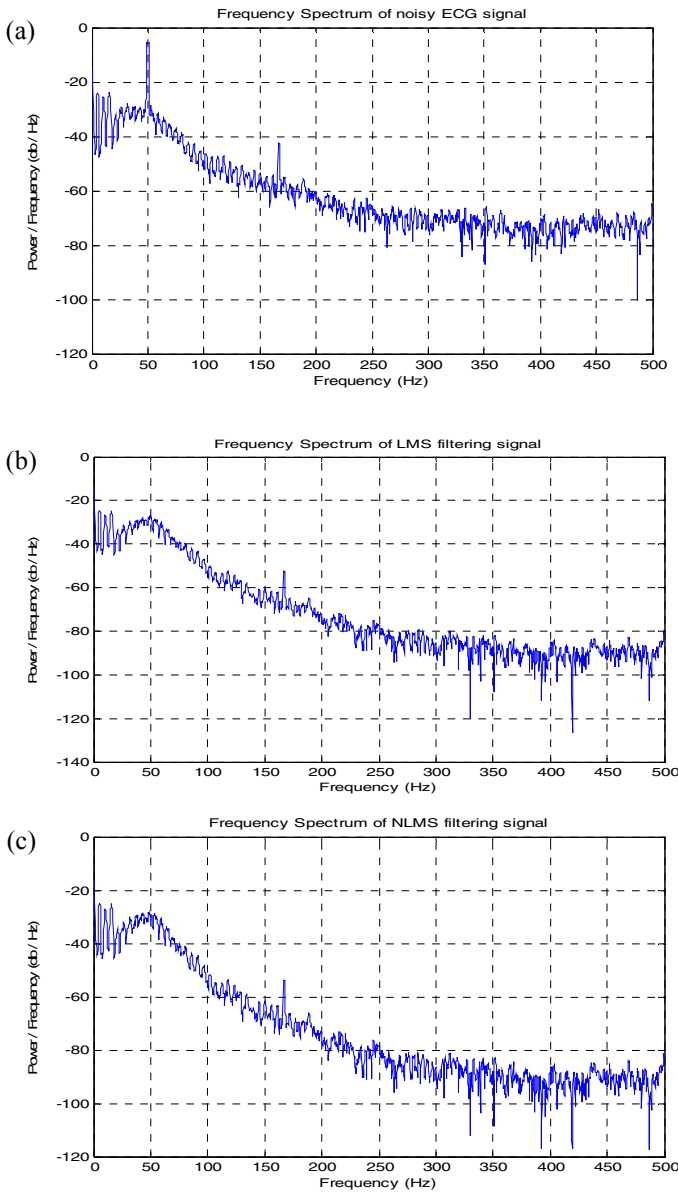 (a)
Frequency Spectrum of noisy ECG signal
0
-20
-40
-60
-80
-100
-120
Power / Frequency (db / Hz)
0 50 100 150 200 250 300 350 400 450 500
Frequency (Hz)
(b)
Frequency Spectrum of LMS filtering signal
0
-20
-40
-60
-80
-100
-120
-140
Power / Frequency (db / Hz)
0 50 100 150 200 250 300 350 400 450 500
Frequency (Hz)
(c)
Frequency Spectrum of NLMS filtering signal
0
-20
-40
-60
-80
-100
-120
Power / Frequency (db / Hz)
0 50 100 150 200 250 300 350 400 450 500
Frequency (Hz)